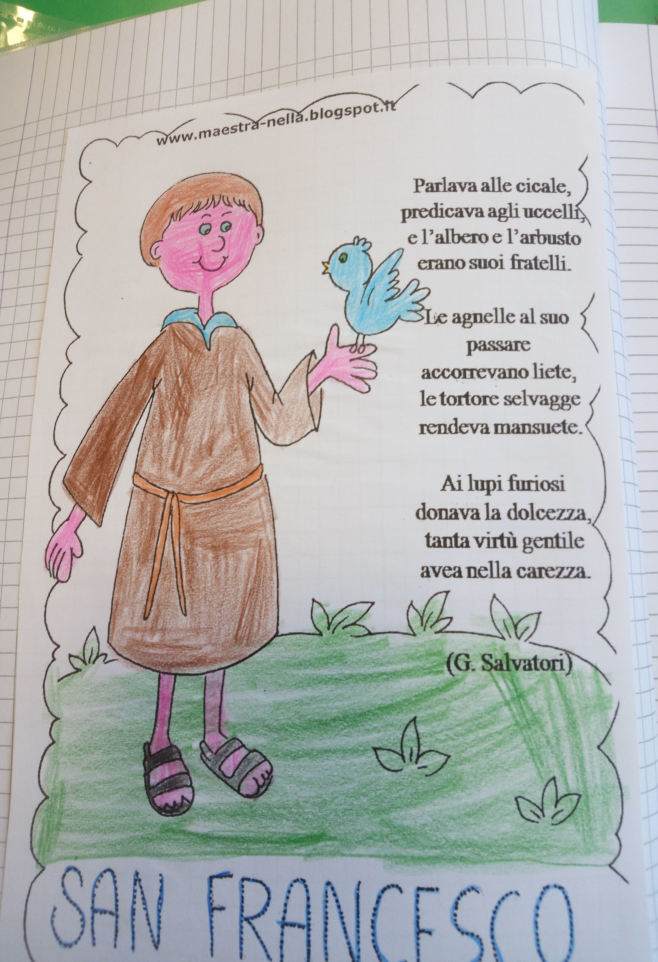 www.maestra-nella.blogspot.it
Parlava alle cicale,
predicava agli uccelli,
e l'albero e l'arbusto
erano suoi fratelli.
Le agnelle al suo
passare
accorrevano liete,
le tortore selvagge
rendeva mansuete.
Ai lupi furiosi
donava la dolcezza,
tanta virtù gentile
avea nella carezza.
(G. Salvatori)
SAN FRANCESCO